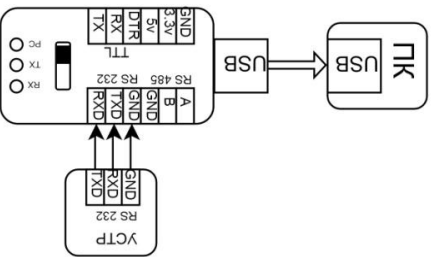 TX
RX
DTR
5v
3.3v
GND
TTL
PC
TX
RX
RS 232
RS 485
RXD
TXD
GND
GND
B
A
USB
USB
ПК
TXD
RXD
GND
RS 232
УСТР